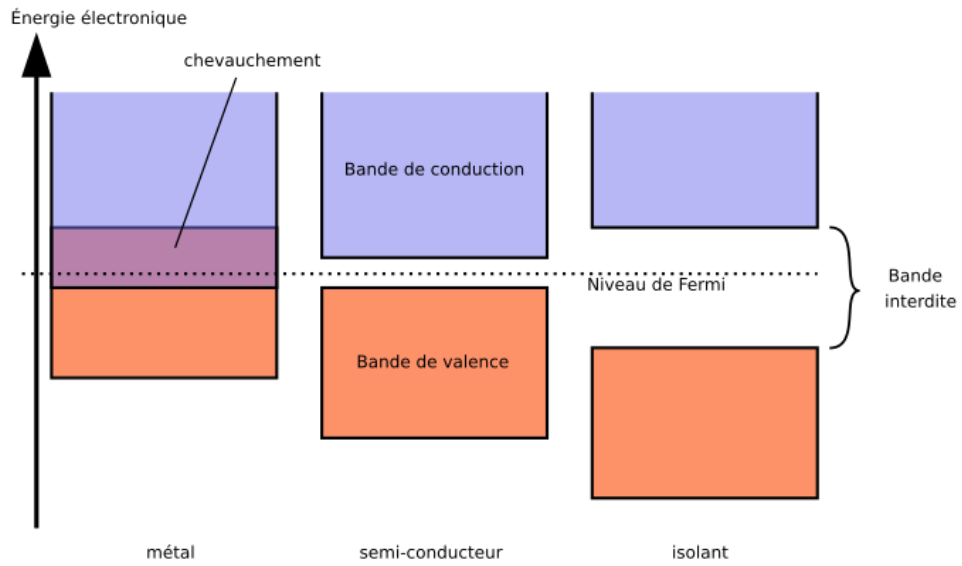 Énergie électronique
chevauchement
Bande de conduction
Niveau de Fermi
Bande
interdite
Bande de valence
métal
semi-conducteur
isolant